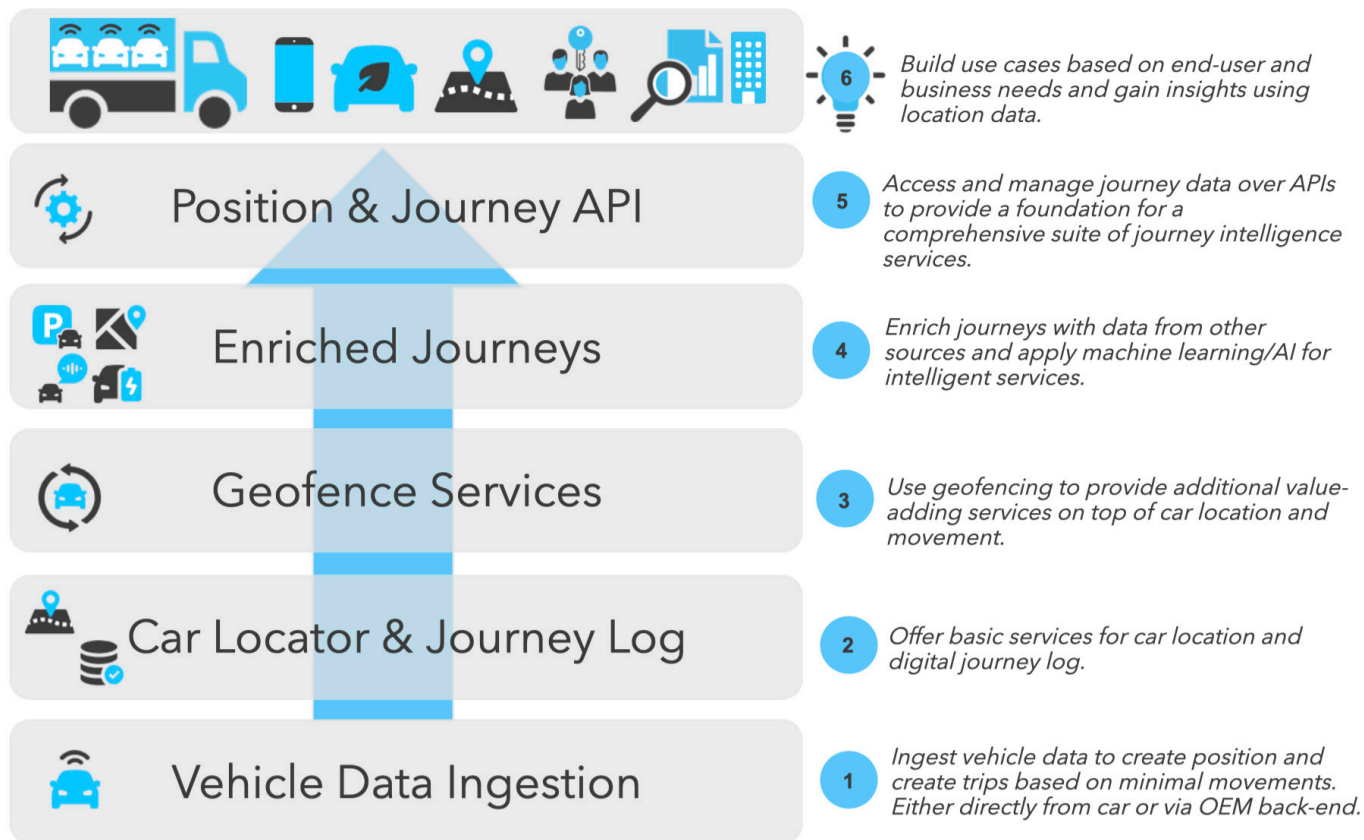 6
Build use cases based on end-user and
business needs and gain insights using
location data.
Position & Journey API
5
Access and manage journey data over APIs
to provide a foundation for a
comprehensive suite of journey intelligence
services.
P
Enriched Journeys
4
Enrich journeys with data from other
sources and apply machine learning/AI for
intelligent services.
Geofence Services
3
Use geofencing to provide additional value-
adding services on top of car location and
movement.
Car Locator & Journey Log
2
Offer basic services for car location and
digital journey log.
Vehicle Data Ingestion
1
Ingest vehicle data to create position and
create trips based on minimal movements.
Either directly from car or via OEM back-end.